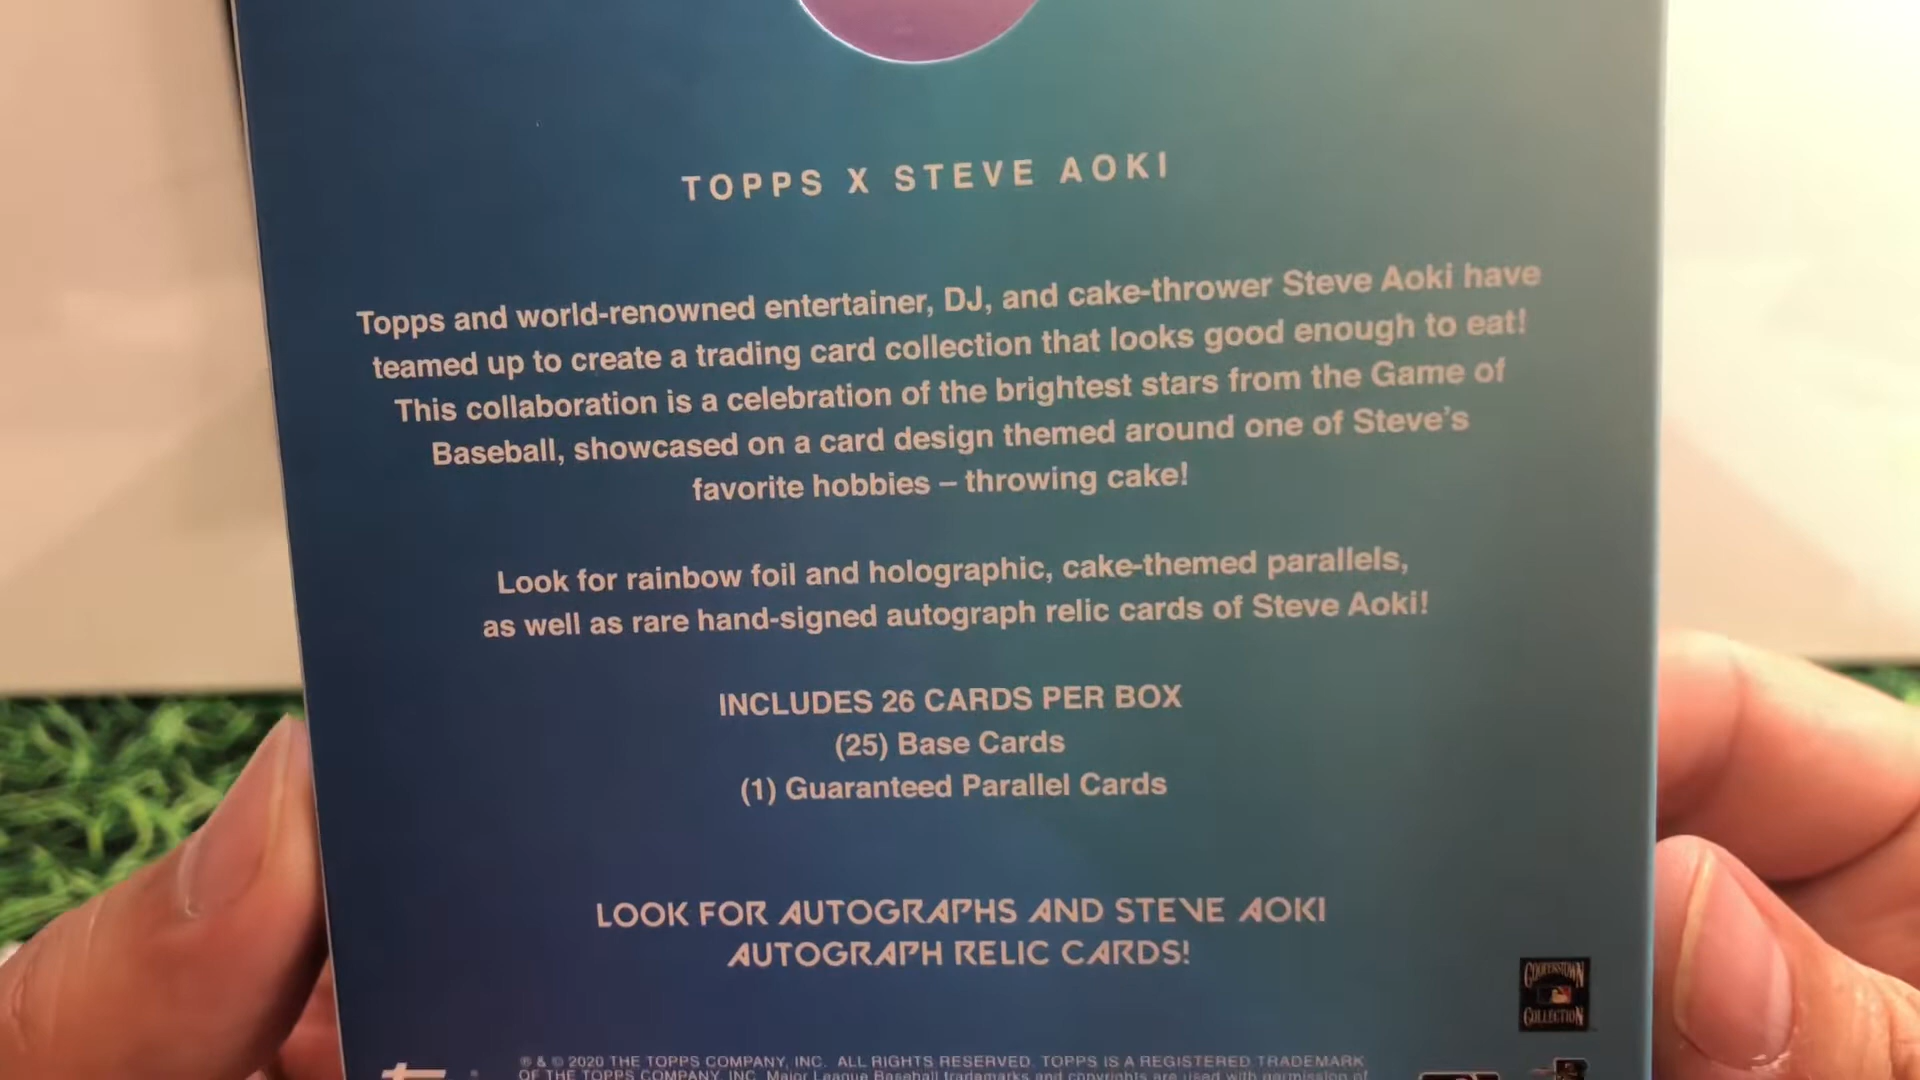 TOPPS X STEVE AOKI
Topps and world-renowned entertainer, DJ, and cake-thrower Steve Aoki have
teamed up to create a trading card collection that looks good enough to eat!
This collaboration is a celebration of the brightest stars from the Game of
Baseball, showcased on a card design themed around one of Steve's
favorite hobbies – throwing cake!
Look for rainbow foil and holographic, cake-themed parallels,
as well as rare hand-signed autograph relic cards of Steve Aoki!
INCLUDES 26 CARDS PER BOX
(25) Base Cards
(1) Guaranteed Parallel Cards
LOOK FOR AUTOGRAPHS AND STEVE AOKI
AUTOGRAPH RELIC CARDS!
COOPERSTOWN
COLLECTION
® & © 2020 THE TOPPS COMPANY, INC. ALL RIGHTS RESERVED. TOPPS IS A REGISTERED TRADEMARK
OF THE TOPPS COMPANY, INC. Major League Baseball trademarks and copyrights are used with permission of